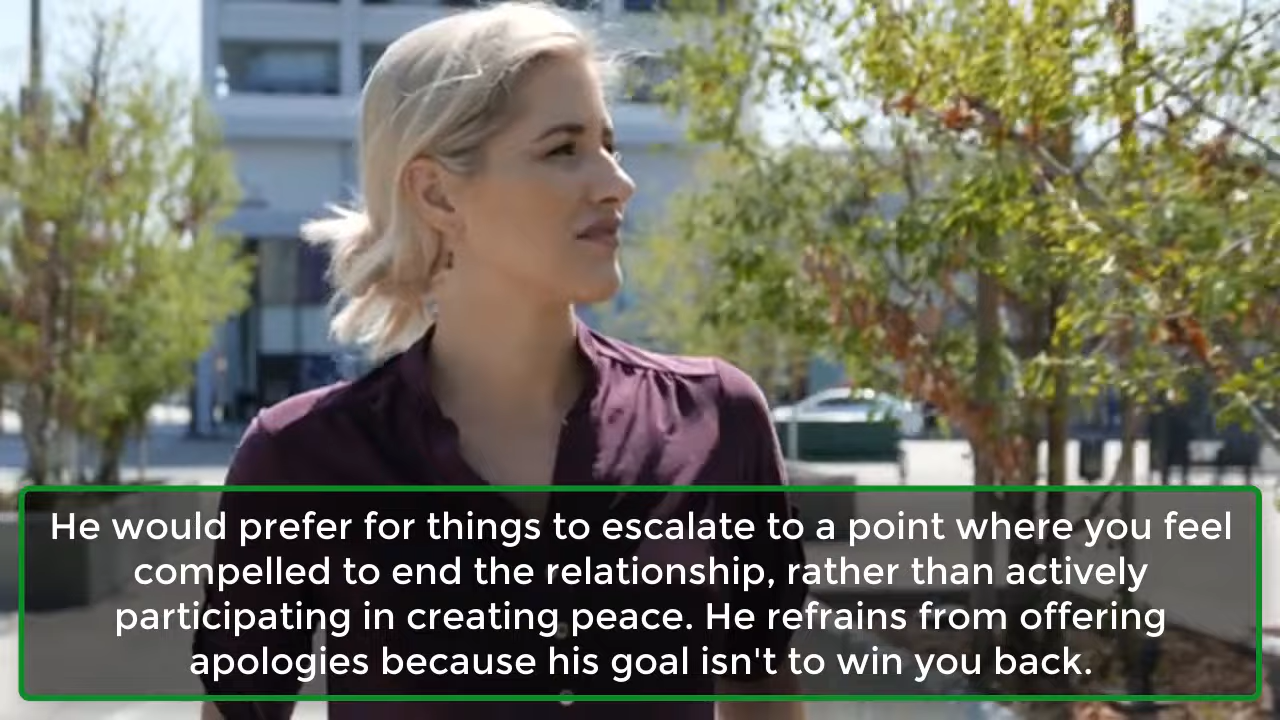 He would prefer for things to escalate to a point where you feel
compelled to end the relationship, rather than actively
participating in creating peace. He refrains from offering
apologies because his goal isn't to win you back.